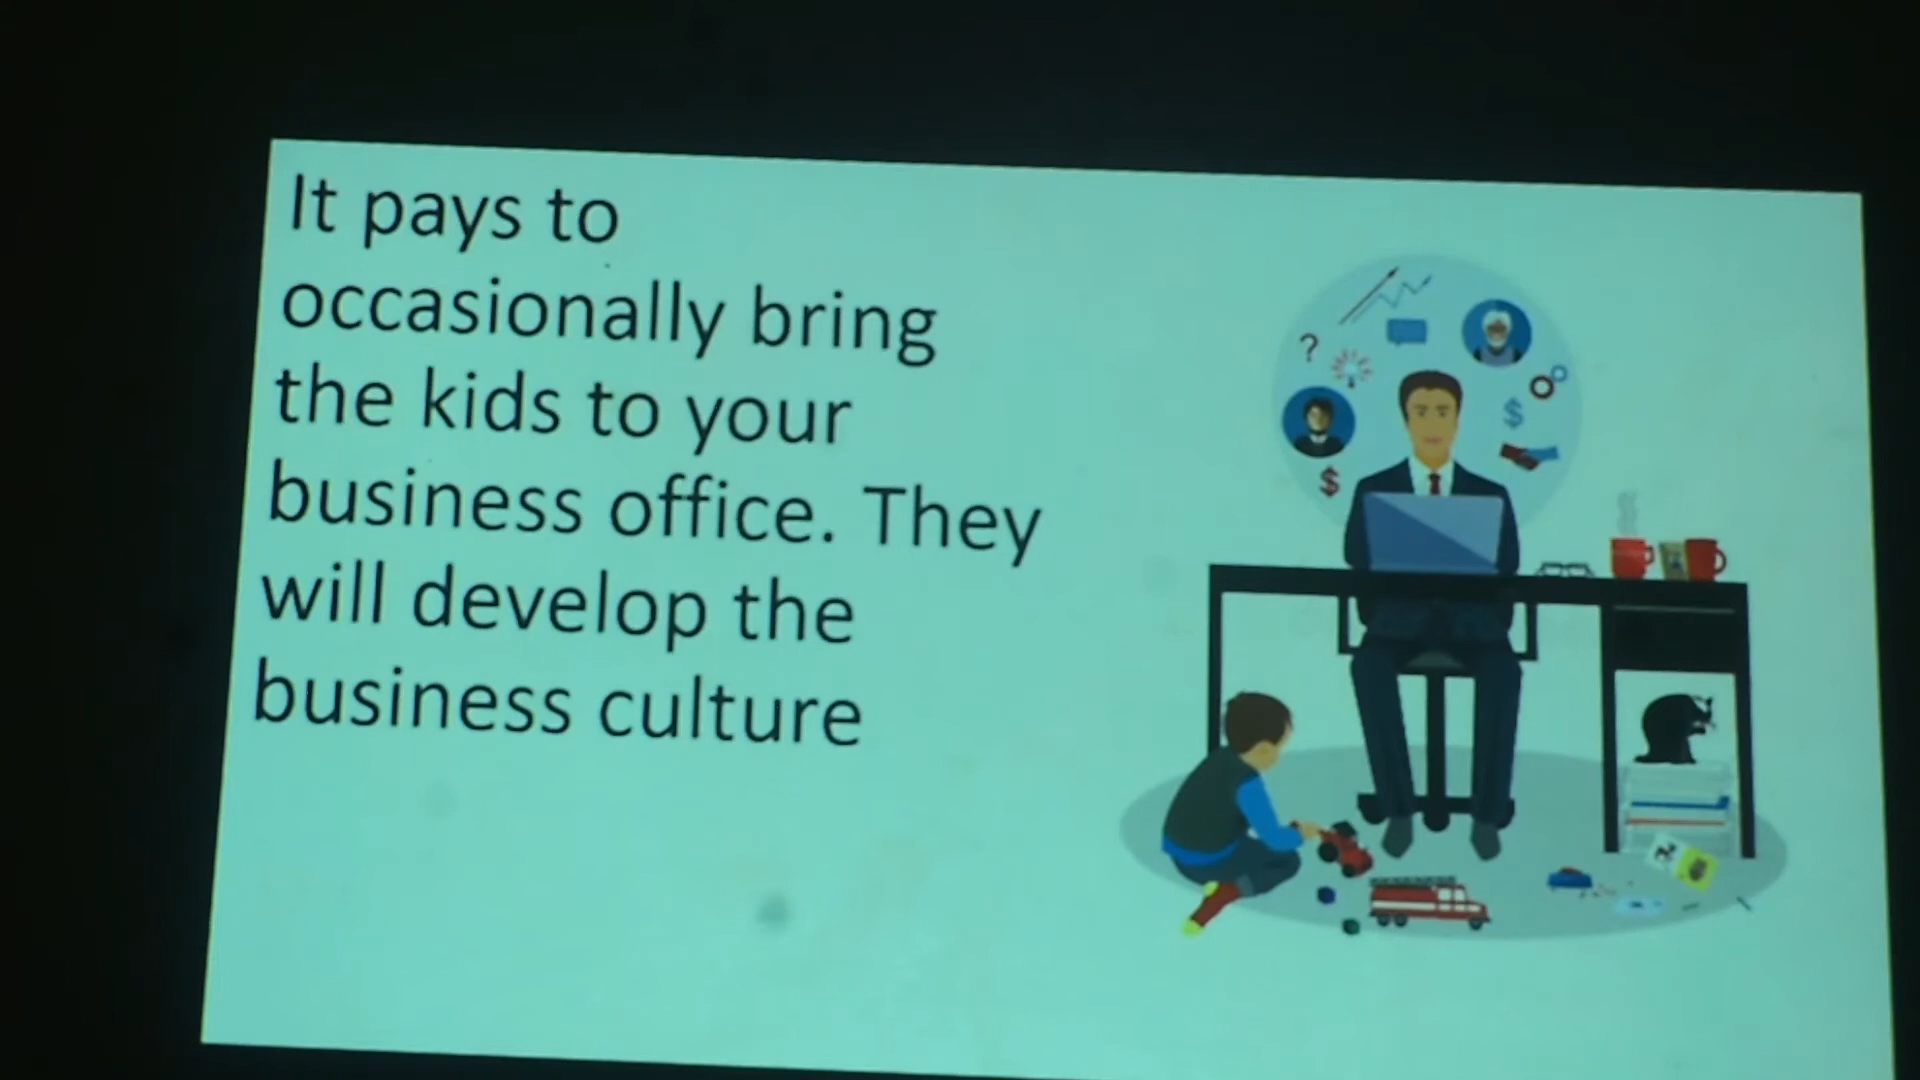 It pays to
occasionally bring
the kids to your
business office. They
will develop the
business culture
?
$
$